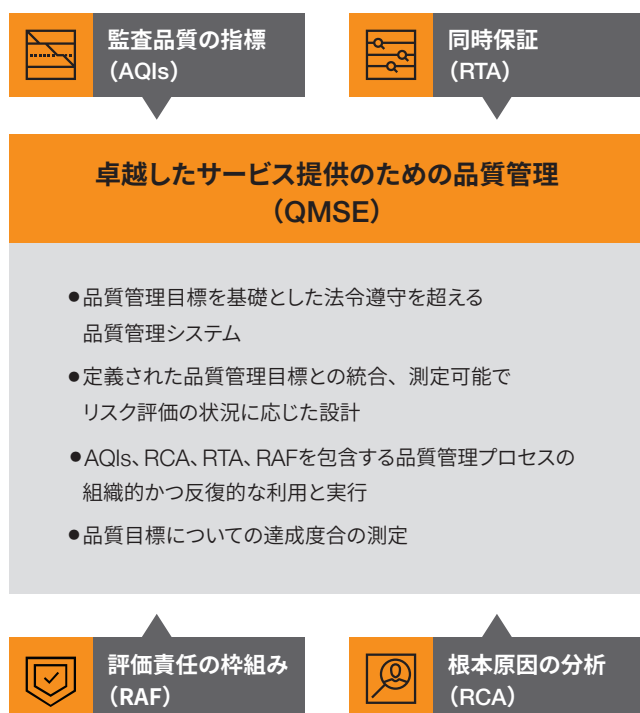 監査品質の指標
（AQIs）
同時保証
（RTA）
卓越したサービス提供のための品質管理
（QMSE）
●品質管理目標を基礎とした法令遵守を超える
品質管理システム
●定義された品質管理目標との統合、測定可能で
リスク評価の状況に応じた設計
●AQIs、RCA、RTA、RAFを包含する品質管理プロセスの
組織的かつ反復的な利用と実行
●品質目標についての達成度合の測定
評価責任の枠組み
（RAF）
根本原因の分析
（RCA）